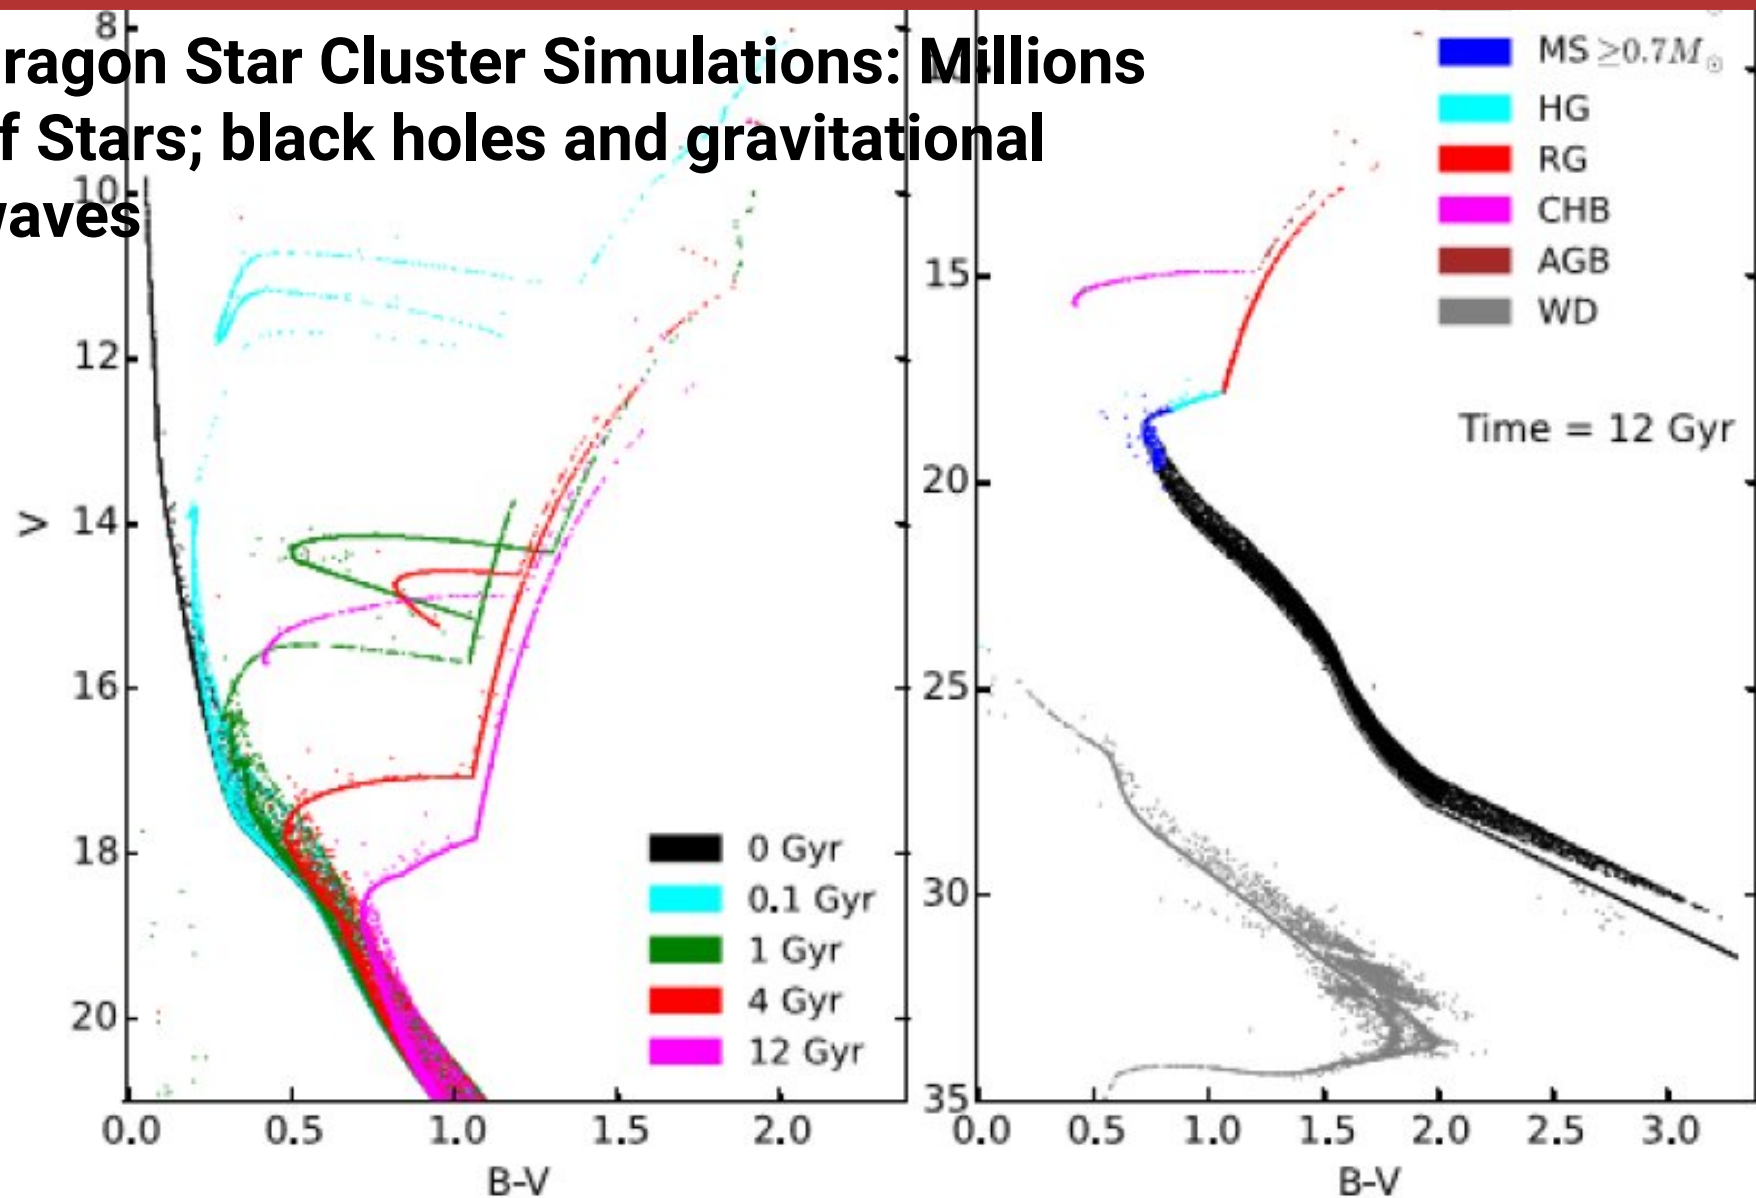 ragon Star Cluster Simulations: Millions
f Stars; black holes and gravitational
waves
8
10
12
14
16
18
20
V
0.0 0.5 1.0 1.5 2.0
B-V
0 Gyr
0.1 Gyr
1 Gyr
4 Gyr
12 Gyr
15
20
25
30
35
0.0 0.5 1.0 1.5 2.0 2.5 3.0
B-V
MS ≥0.7M⊙
HG
RG
CHB
AGB
WD
Time = 12 Gyr